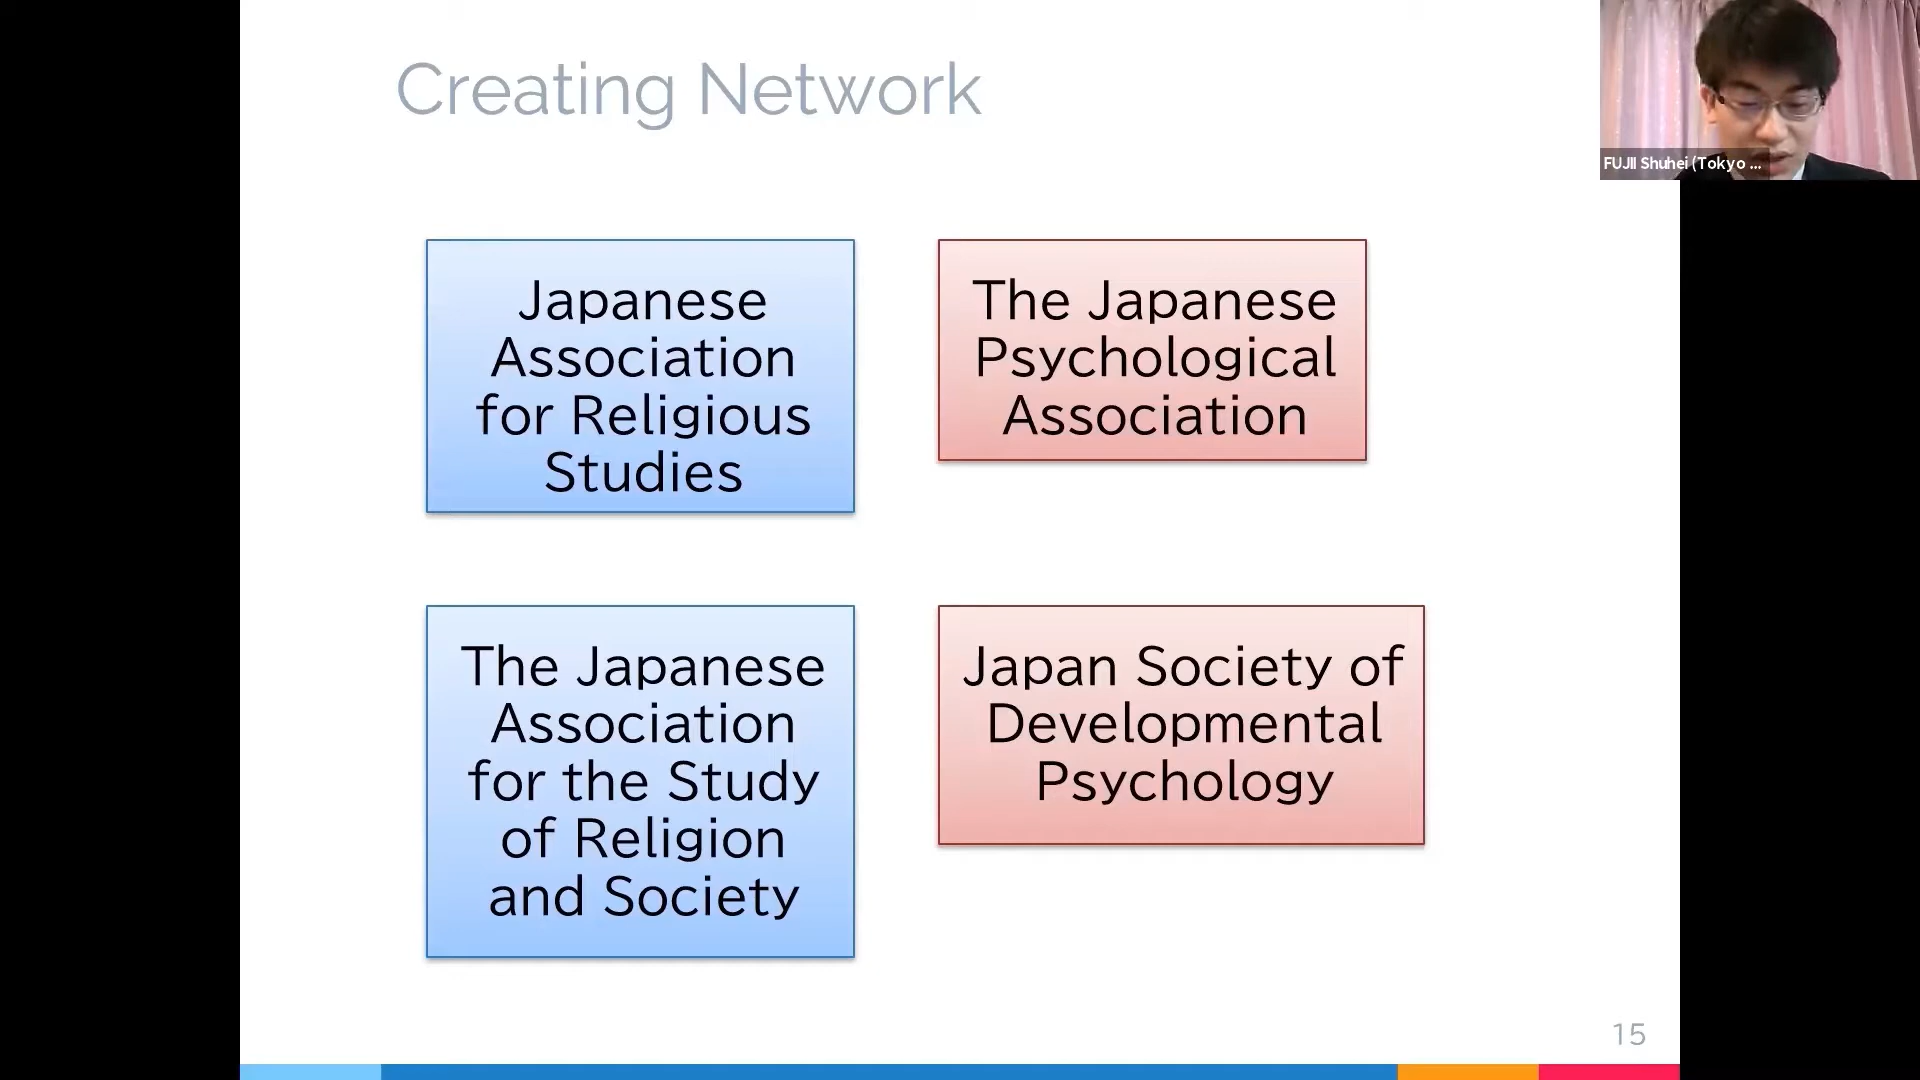 Creating Network
FUJII Shuhei (Tokyo ...
Japanese
Association
for Religious
Studies
The Japanese
Psychological
Association
The Japanese
Association
for the Study
of Religion
and Society
Japan Society of
Developmental
Psychology
15